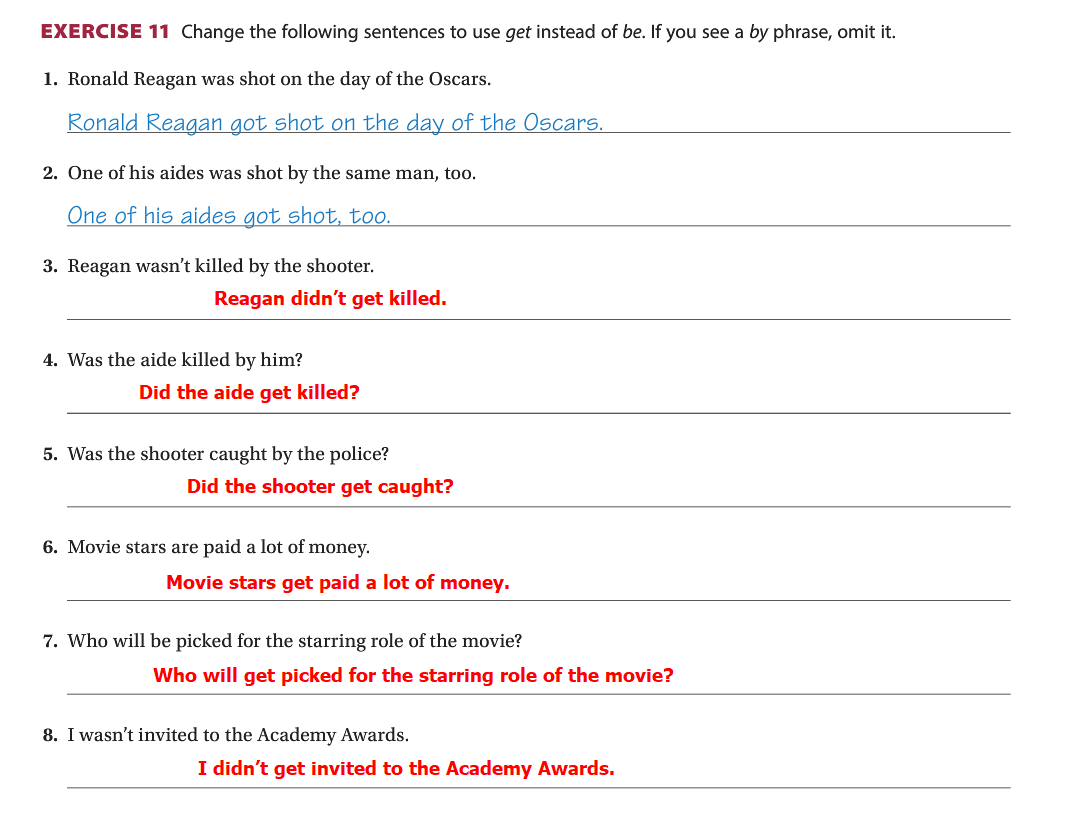 EXERCISE 11 Change the following sentences to use get instead of be. If you see a by phrase, omit it.
1. Ronald Reagan was shot on the day of the Oscars.
Ronald Reagan got shot on the day of the Oscars.
2. One of his aides was shot by the same man, too.
One of his aides got shot, too.
3. Reagan wasn’t killed by the shooter.
Reagan didn’t get killed.
4. Was the aide killed by him?
Did the aide get killed?
5. Was the shooter caught by the police?
Did the shooter get caught?
6. Movie stars are paid a lot of money.
Movie stars get paid a lot of money.
7. Who will be picked for the starring role of the movie?
Who will get picked for the starring role of the movie?
8. I wasn’t invited to the Academy Awards.
I didn’t get invited to the Academy Awards.